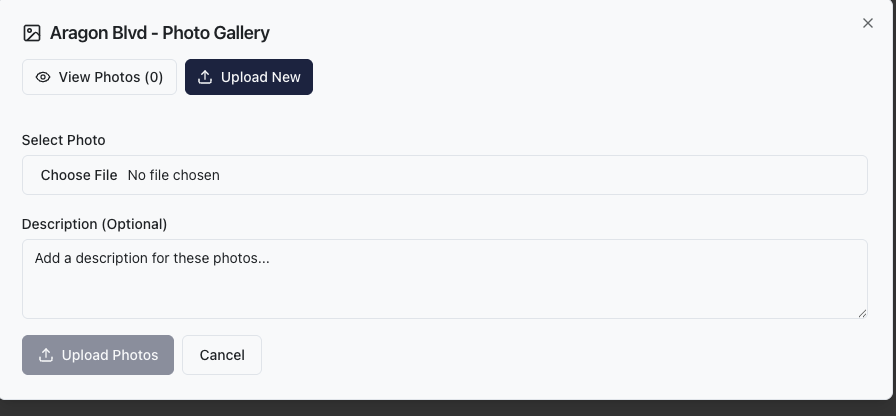 Aragon Blvd - Photo Gallery
View Photos (0)
Upload New
Select Photo
Choose File No file chosen
Description (Optional)
Add a description for these photos...
Upload Photos
Cancel